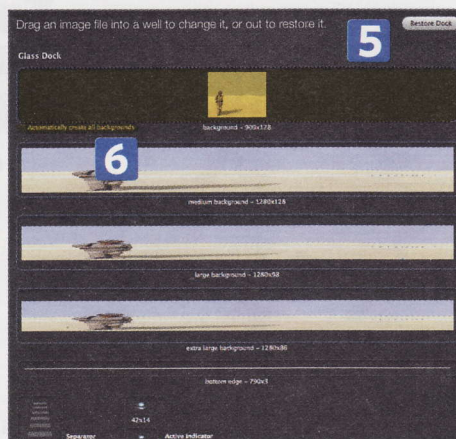 Drag an image file into a well to change it, or out to restore it.
5
Restore Dock
Glass Dock
Automatically create all backgrounds
background – 900x128
6
medium background – 1280x128
large background – 1280x98
extra large background – 1280x86
bottom edge – 790x1
42x14
Separator
Active indicator